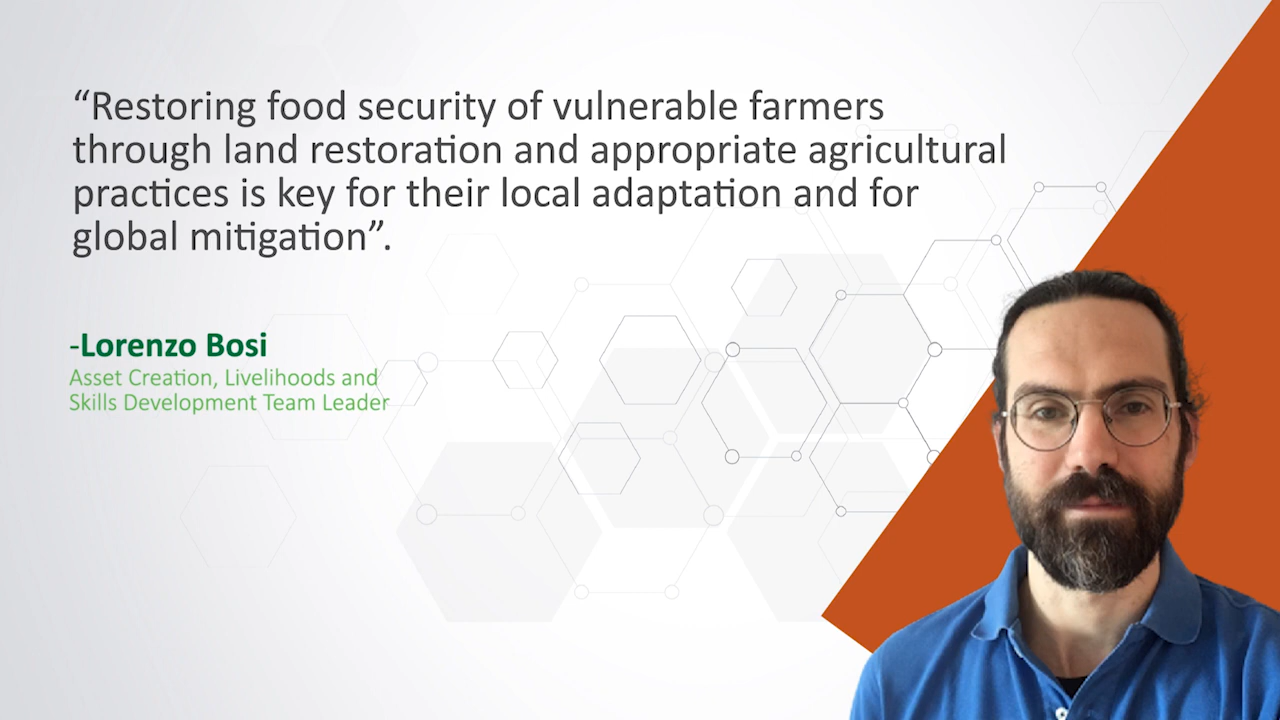 “Restoring food security of vulnerable farmers
through land restoration and appropriate agricultural
practices is key for their local adaptation and for
global mitigation”.
-Lorenzo Bosi
Asset Creation, Livelihoods and
Skills Development Team Leader